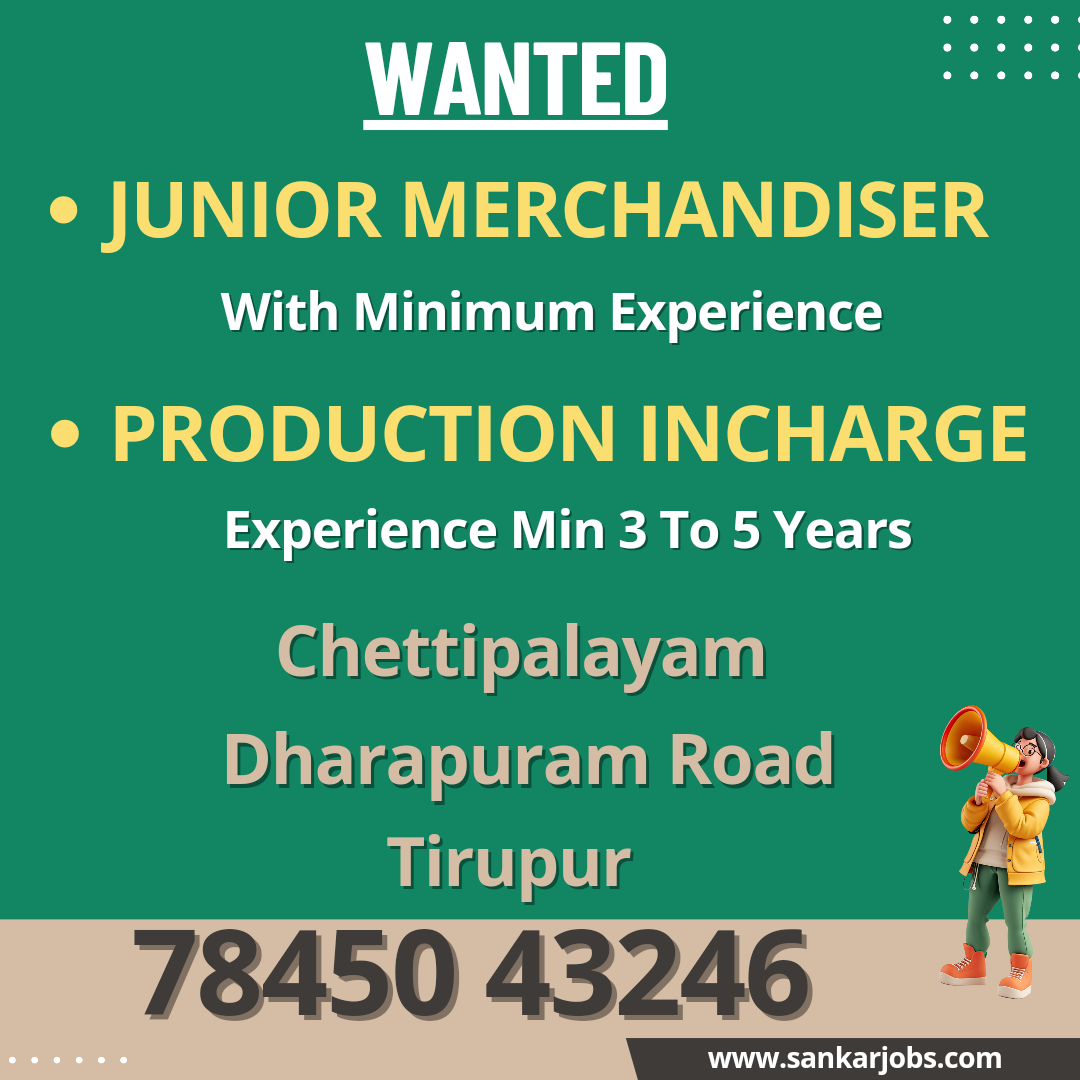 WANTED
• JUNIOR MERCHANDISER
With Minimum Experience
• PRODUCTION INCHARGE
Experience Min 3 To 5 Years
Chettipalayam
Dharapuram Road
Tirupur
78450 43246
www.sankarjobs.com